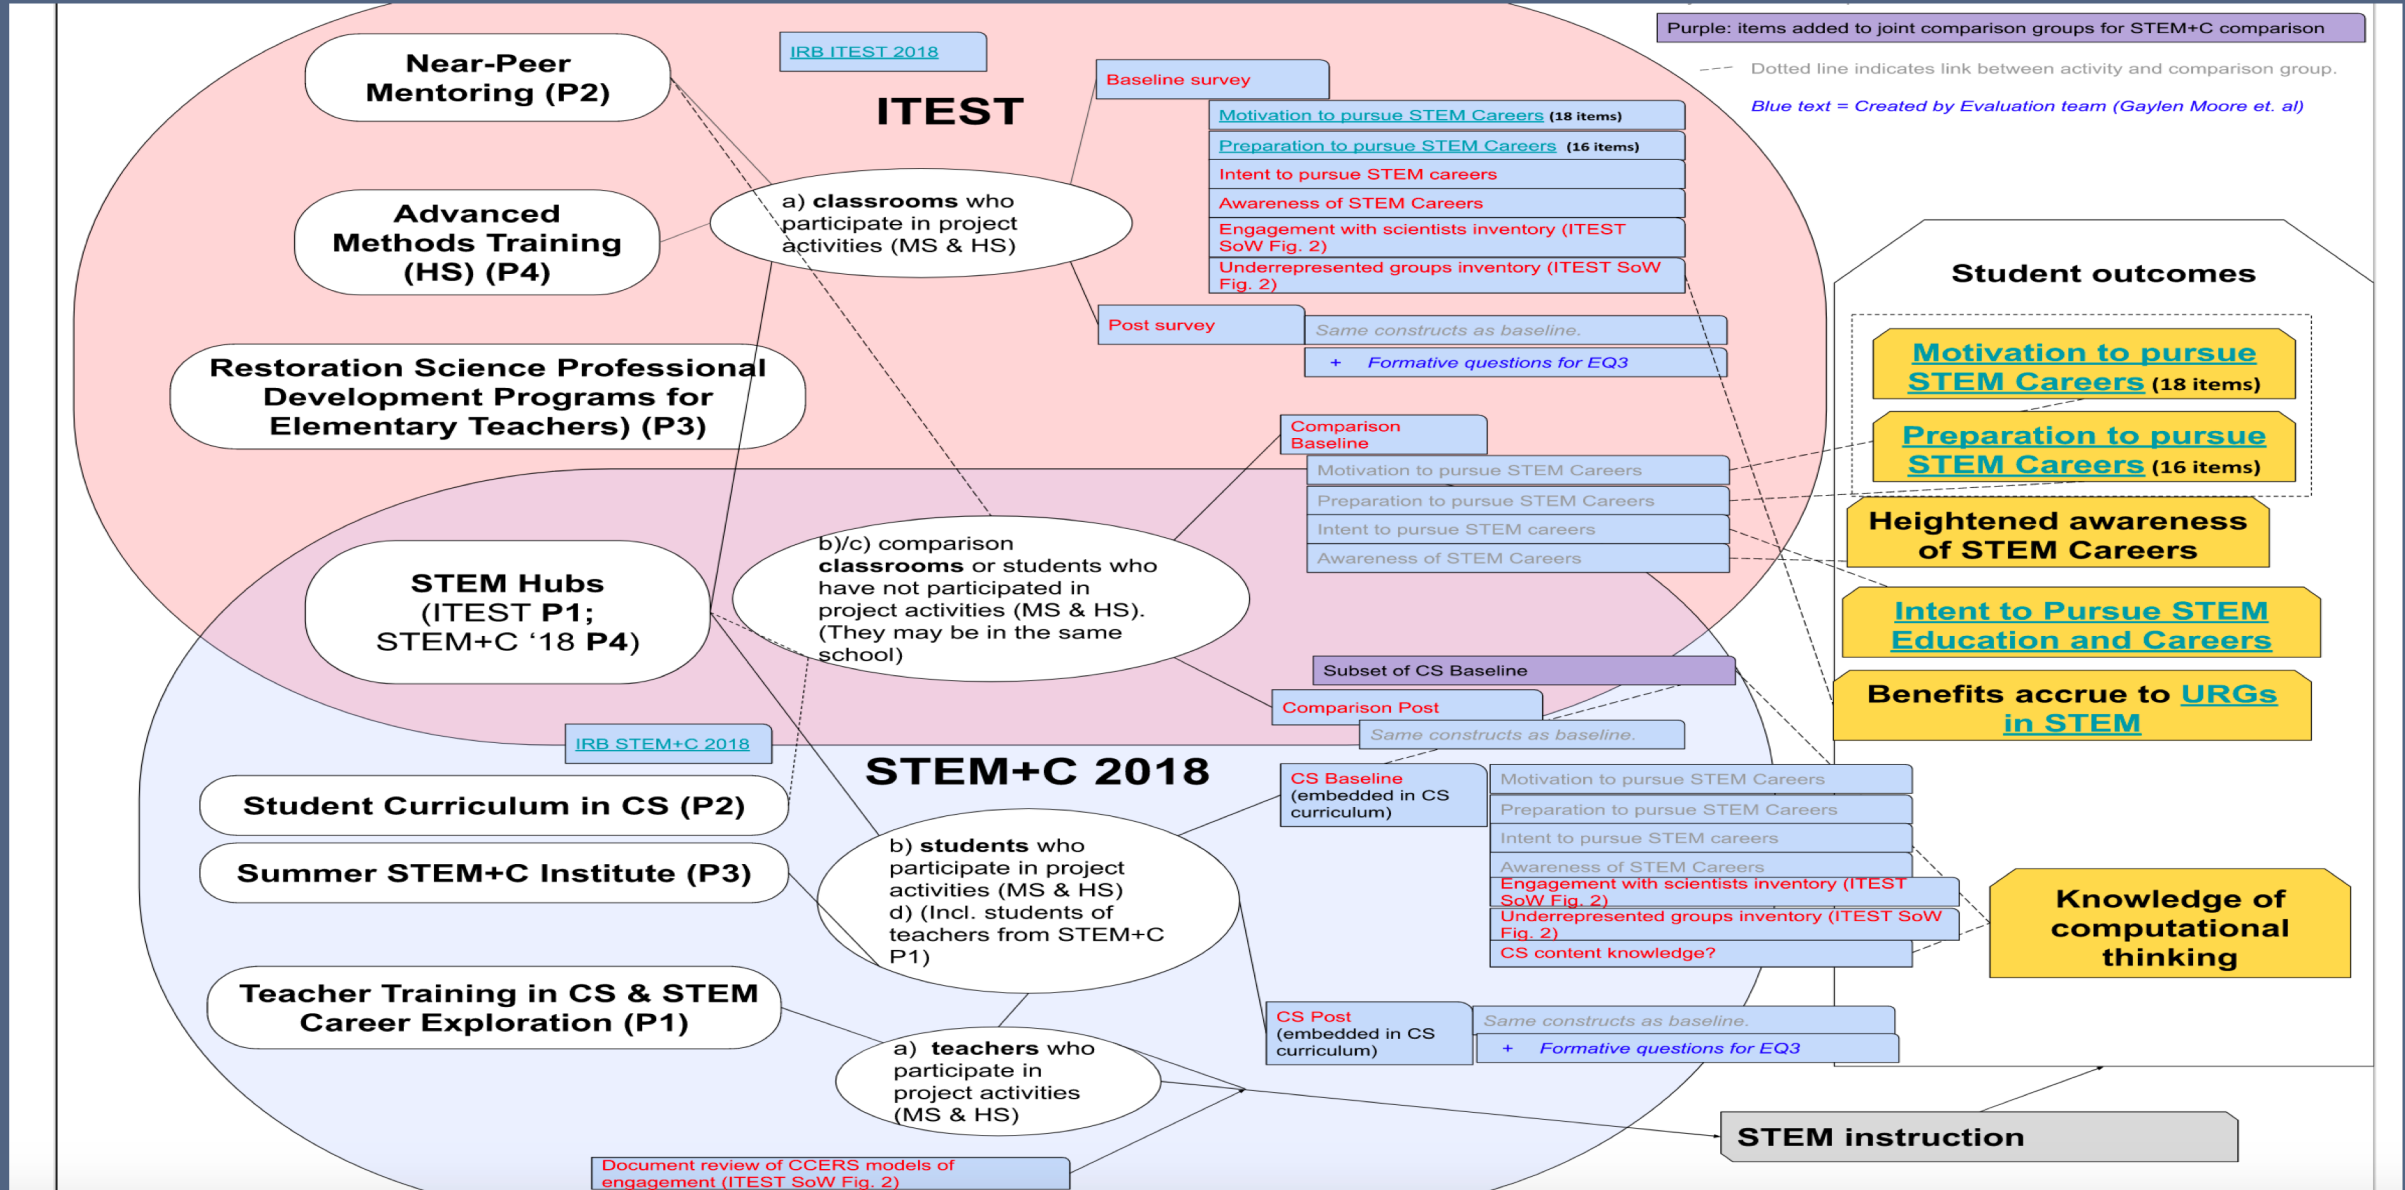 Purple: items added to joint comparison groups for STEM+C comparison
Dotted line indicates link between activity and comparison group.
Blue text = Created by Evaluation team (Gaylen Moore et. al)
ITEST
IRB ITEST 2018
Near-Peer
Mentoring (P2)
Advanced
Methods Training
(HS) (P4)
Restoration Science Professional
Development Programs for
Elementary Teachers) (P3)
a) classrooms who
participate in project
activities (MS & HS)
Baseline survey
Motivation to pursue STEM Careers (18 items)
Preparation to pursue STEM Careers (16 items)
Intent to pursue STEM careers
Awareness of STEM Careers
Engagement with scientists inventory (ITEST
SoW Fig. 2)
Underrepresented groups inventory (ITEST SoW
Fig. 2)
Post survey
Same constructs as baseline.
+ Formative questions for EQ3
Comparison
Baseline
Motivation to pursue STEM Careers
Preparation to pursue STEM Careers
Intent to pursue STEM careers
Awareness of STEM Careers
STEM Hubs
(ITEST P1;
STEM+C ‘18 P4)
b)/c) comparison
classrooms or students who
have not participated in
project activities (MS & HS).
(They may be in the same
school)
Subset of CS Baseline
Comparison Post
Same constructs as baseline.
IRB STEM+C 2018
STEM+C 2018
Student Curriculum in CS (P2)
Summer STEM+C Institute (P3)
Teacher Training in CS & STEM
Career Exploration (P1)
b) students who
participate in project
activities (MS & HS)
d) (Incl. students of
teachers from STEM+C
P1)
a) teachers who
participate in
project activities
(MS & HS)
CS Baseline
(embedded in CS
curriculum)
Motivation to pursue STEM Careers
Preparation to pursue STEM Careers
Intent to pursue STEM careers
Awareness of STEM Careers
Engagement with scientists inventory (ITEST
SoW Fig. 2)
Underrepresented groups inventory (ITEST SoW
Fig. 2)
CS content knowledge?
CS Post
(embedded in CS
curriculum)
Same constructs as baseline.
+ Formative questions for EQ3
Document review of CCERS models of
engagement (ITEST SoW Fig. 2)
Student outcomes
Motivation to pursue
STEM Careers (18 items)
Preparation to pursue
STEM Careers (16 items)
Heightened awareness
of STEM Careers
Intent to Pursue STEM
Education and Careers
Benefits accrue to URGs
in STEM
Knowledge of
computational
thinking
STEM instruction